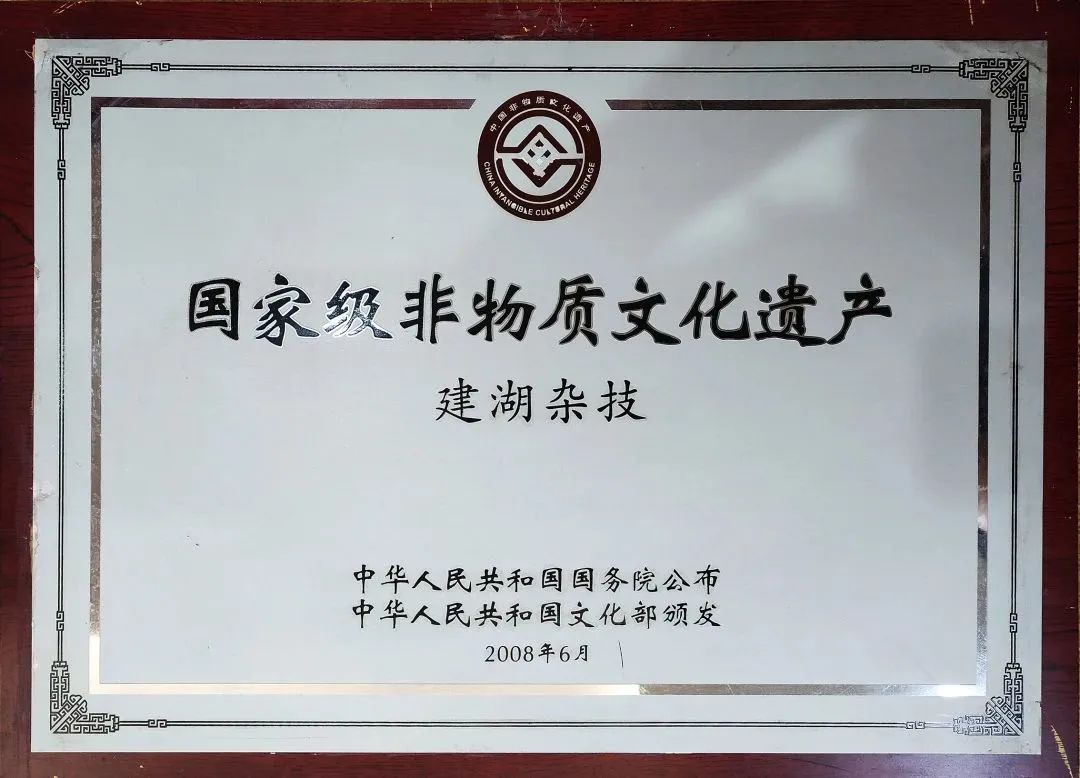 中国非物质文化遗产
CHINA INTANGIBLE CULTURAL HERITAGE
国家级非物质文化遗产
建湖杂技
中华人民共和国国务院公布
中华人民共和国文化部颁发
2008年6月